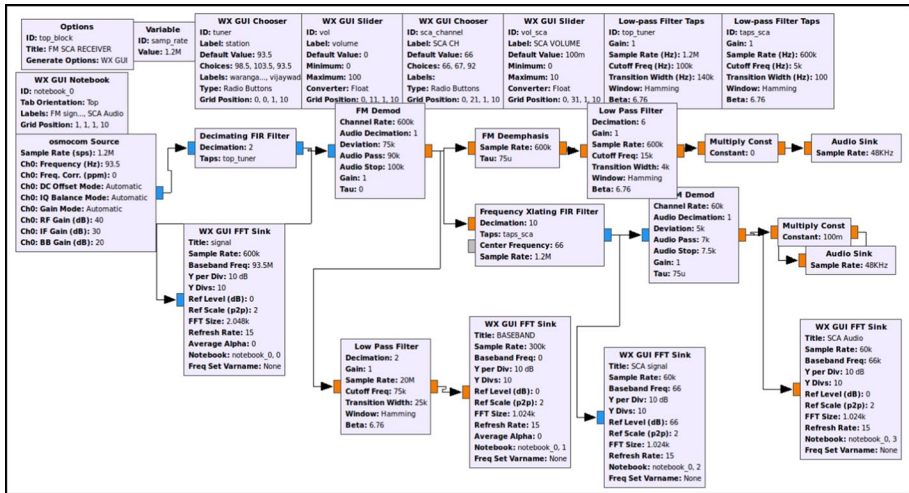 Options
ID: top_block
Title: FM SCA RECEIVER
Generate Options: WX GUI
Variable
ID: samp_rate
Value: 1.2M
WX GUI Chooser
ID: tuner
Label: station
Default Value: 93.5
Choices: 98.5, 103.5, 93.5
Labels: waranga..., vijaywad
Type: Radio Buttons
Grid Position: 0, 0, 1, 10
WX GUI Slider
ID: vol
Label: volume
Default Value: 0
Minimum: 0
Maximum: 100
Converter: Float
Grid Position: 0, 11, 1, 10
WX GUI Chooser
ID: sca_channel
Label: SCA CH
Default Value: 66
Choices: 66, 67, 92
Labels:
Type: Radio Buttons
Grid Position: 0, 21, 1, 10
WX GUI Slider
ID: vol_sca
Label: SCA VOLUME
Default Value: 100m
Minimum: 0
Maximum: 10
Converter: Float
Grid Position: 0, 31, 1, 10
Low-pass Filter Taps
ID: top_tuner
Gain: 1
Sample Rate (Hz): 1.2M
Cutoff Freq (Hz): 100k
Transition Width (Hz): 140k
Window: Hamming
Beta: 6.76
Low-pass Filter Taps
ID: taps_sca
Gain: 1
Sample Rate (Hz): 600k
Cutoff Freq (Hz): 5k
Transition Width (Hz): 100
Window: Hamming
Beta: 6.76
WX GUI Notebook
ID: notebook_0
Tab Orientation: Top
Labels: FM sign..., SCA Audio
Grid Position: 1, 1, 1, 10
osmocom Source
Sample Rate (sps): 1.2M
Ch0: Frequency (Hz): 93.5
Ch0: Freq. Corr. (ppm): 0
Ch0: DC Offset Mode: Automatic
Ch0: IQ Balance Mode: Automatic
Ch0: Gain Mode: Automatic
Ch0: RF Gain (dB): 40
Ch0: IF Gain (dB): 30
Ch0: BB Gain (dB): 20
Decimating FIR Filter
Decimation: 2
Taps: top_tuner
FM Demod
Channel Rate: 600k
Audio Decimation: 1
Deviation: 75k
Audio Pass: 90k
Audio Stop: 100k
Gain: 1
Tau: 0
FM Deemphasis
Sample Rate: 600k
Tau: 75u
Low Pass Filter
Decimation: 6
Gain: 1
Sample Rate: 600k
Cutoff Freq: 15k
Transition Width: 4k
Window: Hamming
Beta: 6.76
Multiply Const
Constant: 0
Audio Sink
Sample Rate: 48KHz
Frequency Xlating FIR Filter
Decimation: 10
Taps: taps_sca
Center Frequency: 66
Sample Rate: 1.2M
M Demod
Channel Rate: 60k
Audio Decimation: 1
Deviation: 5k
Audio Pass: 7k
Audio Stop: 7.5k
Gain: 1
Tau: 75u
Multiply Const
Constant: 100m
Audio Sink
Sample Rate: 48KHz
WX GUI FFT Sink
Title: signal
Sample Rate: 600k
Baseband Freq: 93.5M
Y per Div: 10 dB
Y Divs: 10
Ref Level (dB): 0
Ref Scale (p2p): 2
FFT Size: 2.048k
Refresh Rate: 15
Average Alpha: 0
Notebook: notebook_0, 0
Freq Set Varname: None
Low Pass Filter
Decimation: 2
Gain: 1
Sample Rate: 20M
Cutoff Freq: 75k
Transition Width: 25k
Window: Hamming
Beta: 6.76
WX GUI FFT Sink
Title: BASEBAND
Sample Rate: 300k
Baseband Freq: 0
Y per Div: 10 dB
Y Divs: 10
Ref Level (dB): 0
Ref Scale (p2p): 2
FFT Size: 1.024k
Refresh Rate: 15
Average Alpha: 0
Notebook: notebook_0, 1
Freq Set Varname: None
WX GUI FFT Sink
Title: SCA signal
Sample Rate: 60k
Baseband Freq: 66
Y per Div: 10 dB
Y Divs: 10
Ref Level (dB): 66
Ref Scale (p2p): 2
FFT Size: 1.024k
Refresh Rate: 15
Notebook: notebook_0, 2
Freq Set Varname: None
WX GUI FFT Sink
Title: SCA Audio
Sample Rate: 60k
Baseband Freq: 66k
Y per Div: 10 dB
Y Divs: 10
Ref Level (dB): 0
Ref Scale (p2p): 2
FFT Size: 1.024k
Refresh Rate: 15
Notebook: notebook_0, 3
Freq Set Varname: None